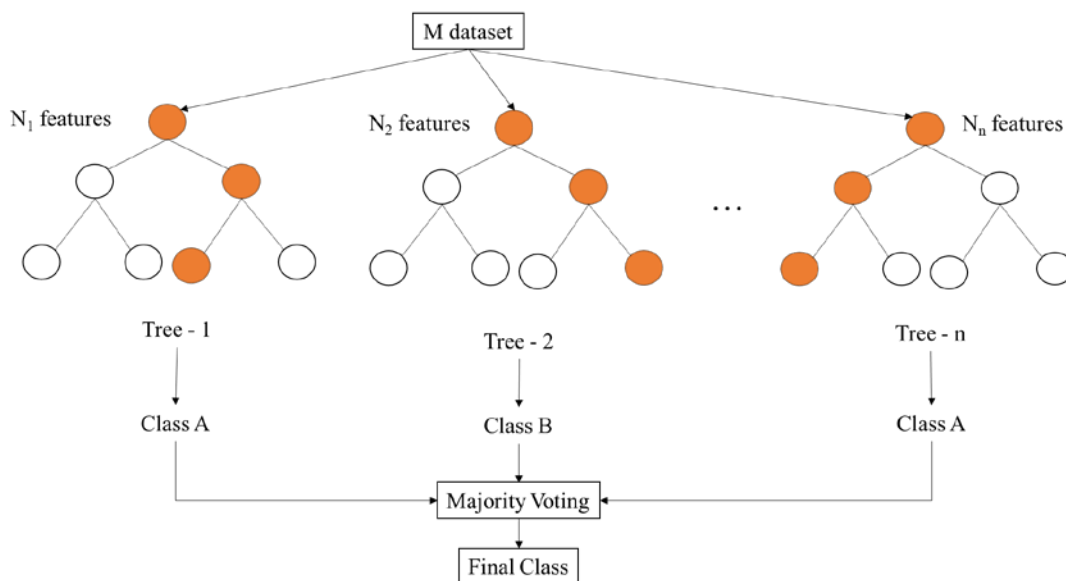 M dataset
N₁ features
N₂ features
Nₙ features
...
Tree - 1
Tree - 2
Tree - n
Class A
Class B
Class A
Majority Voting
Final Class